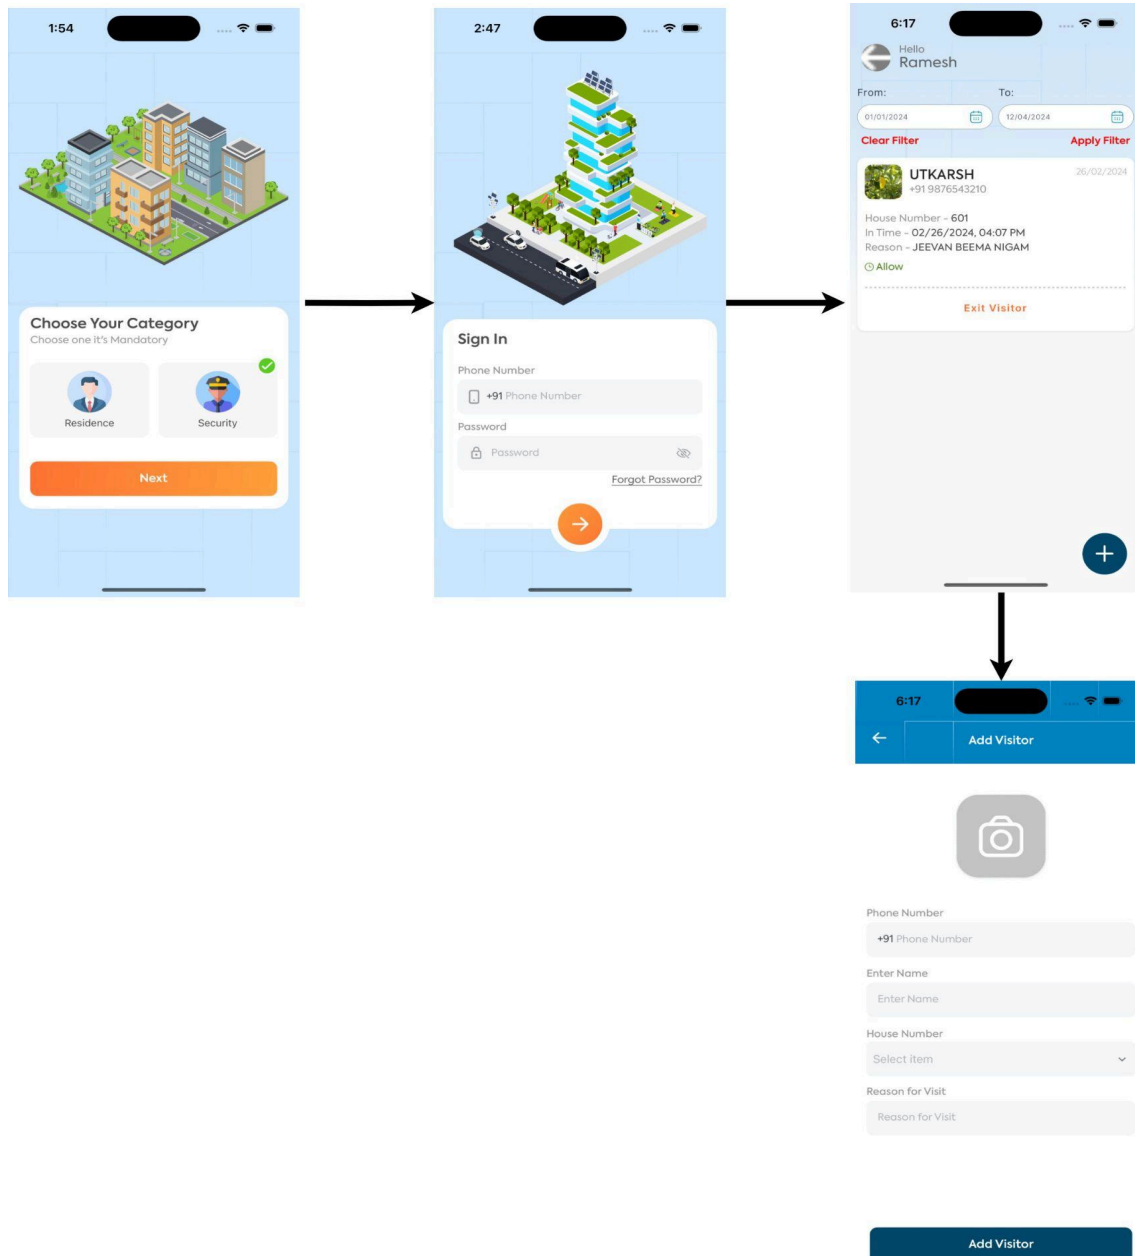 1:54
Choose Your Category
Choose one it's Mandatory
Residence
Security
Next
2:47
Sign In
Phone Number
+91 Phone Number
Password
Password
Forgot Password?
6:17
Hello
Ramesh
From:
To:
01/01/2024
12/04/2024
Clear Filter
Apply Filter
UTKARSH
26/02/2024
+91 9876543210
House Number - 601
In Time - 02/26/2024, 04:07 PM
Reason - JEEVAN BEEMA NIGAM
Allow
Exit Visitor
6:17
Add Visitor
Phone Number
+91 Phone Number
Enter Name
Enter Name
House Number
Select item
Reason for Visit
Reason for Visit
Add Visitor